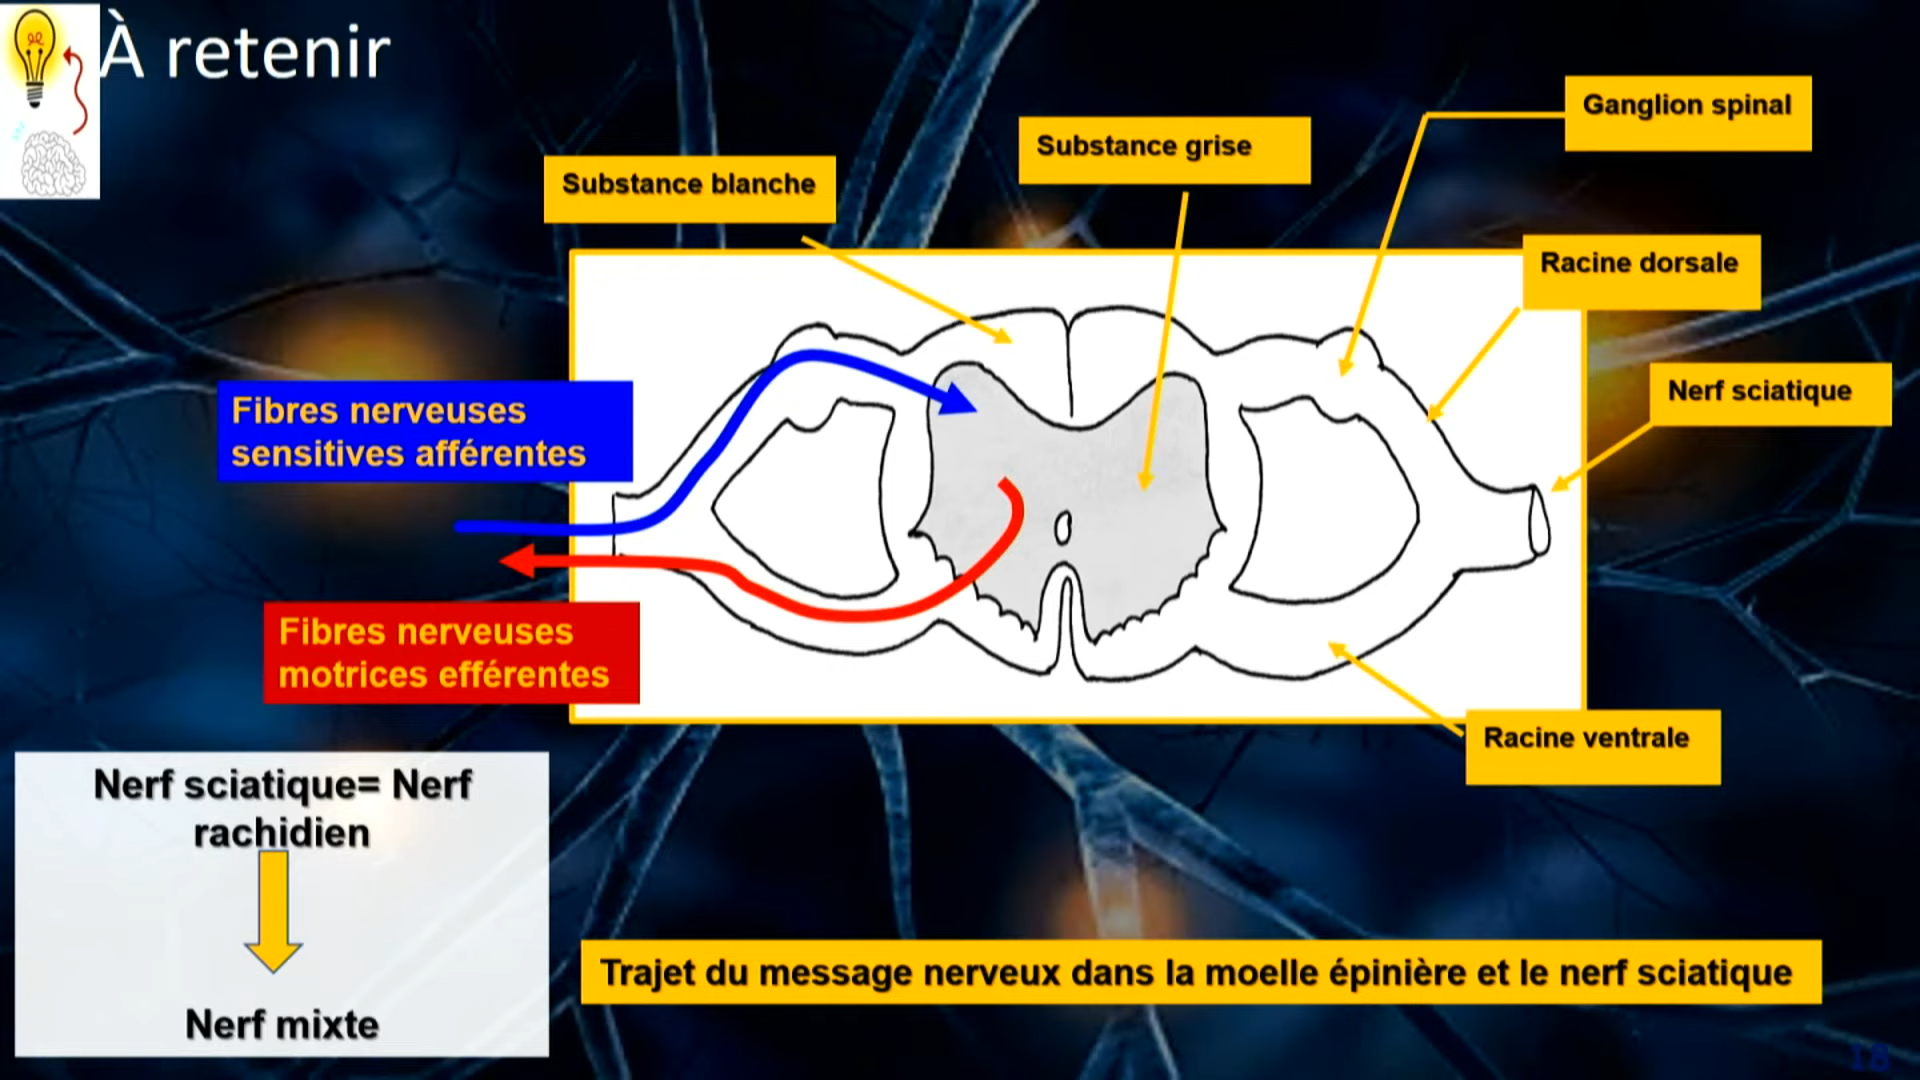 À retenir
Ganglion spinal
Substance grise
Substance blanche
Racine dorsale
Nerf sciatique
Fibres nerveuses
sensitives afférentes
Fibres nerveuses
motrices efférentes
Racine ventrale
Nerf sciatique= Nerf
rachidien
Nerf mixte
Trajet du message nerveux dans la moelle épinière et le nerf sciatique
18